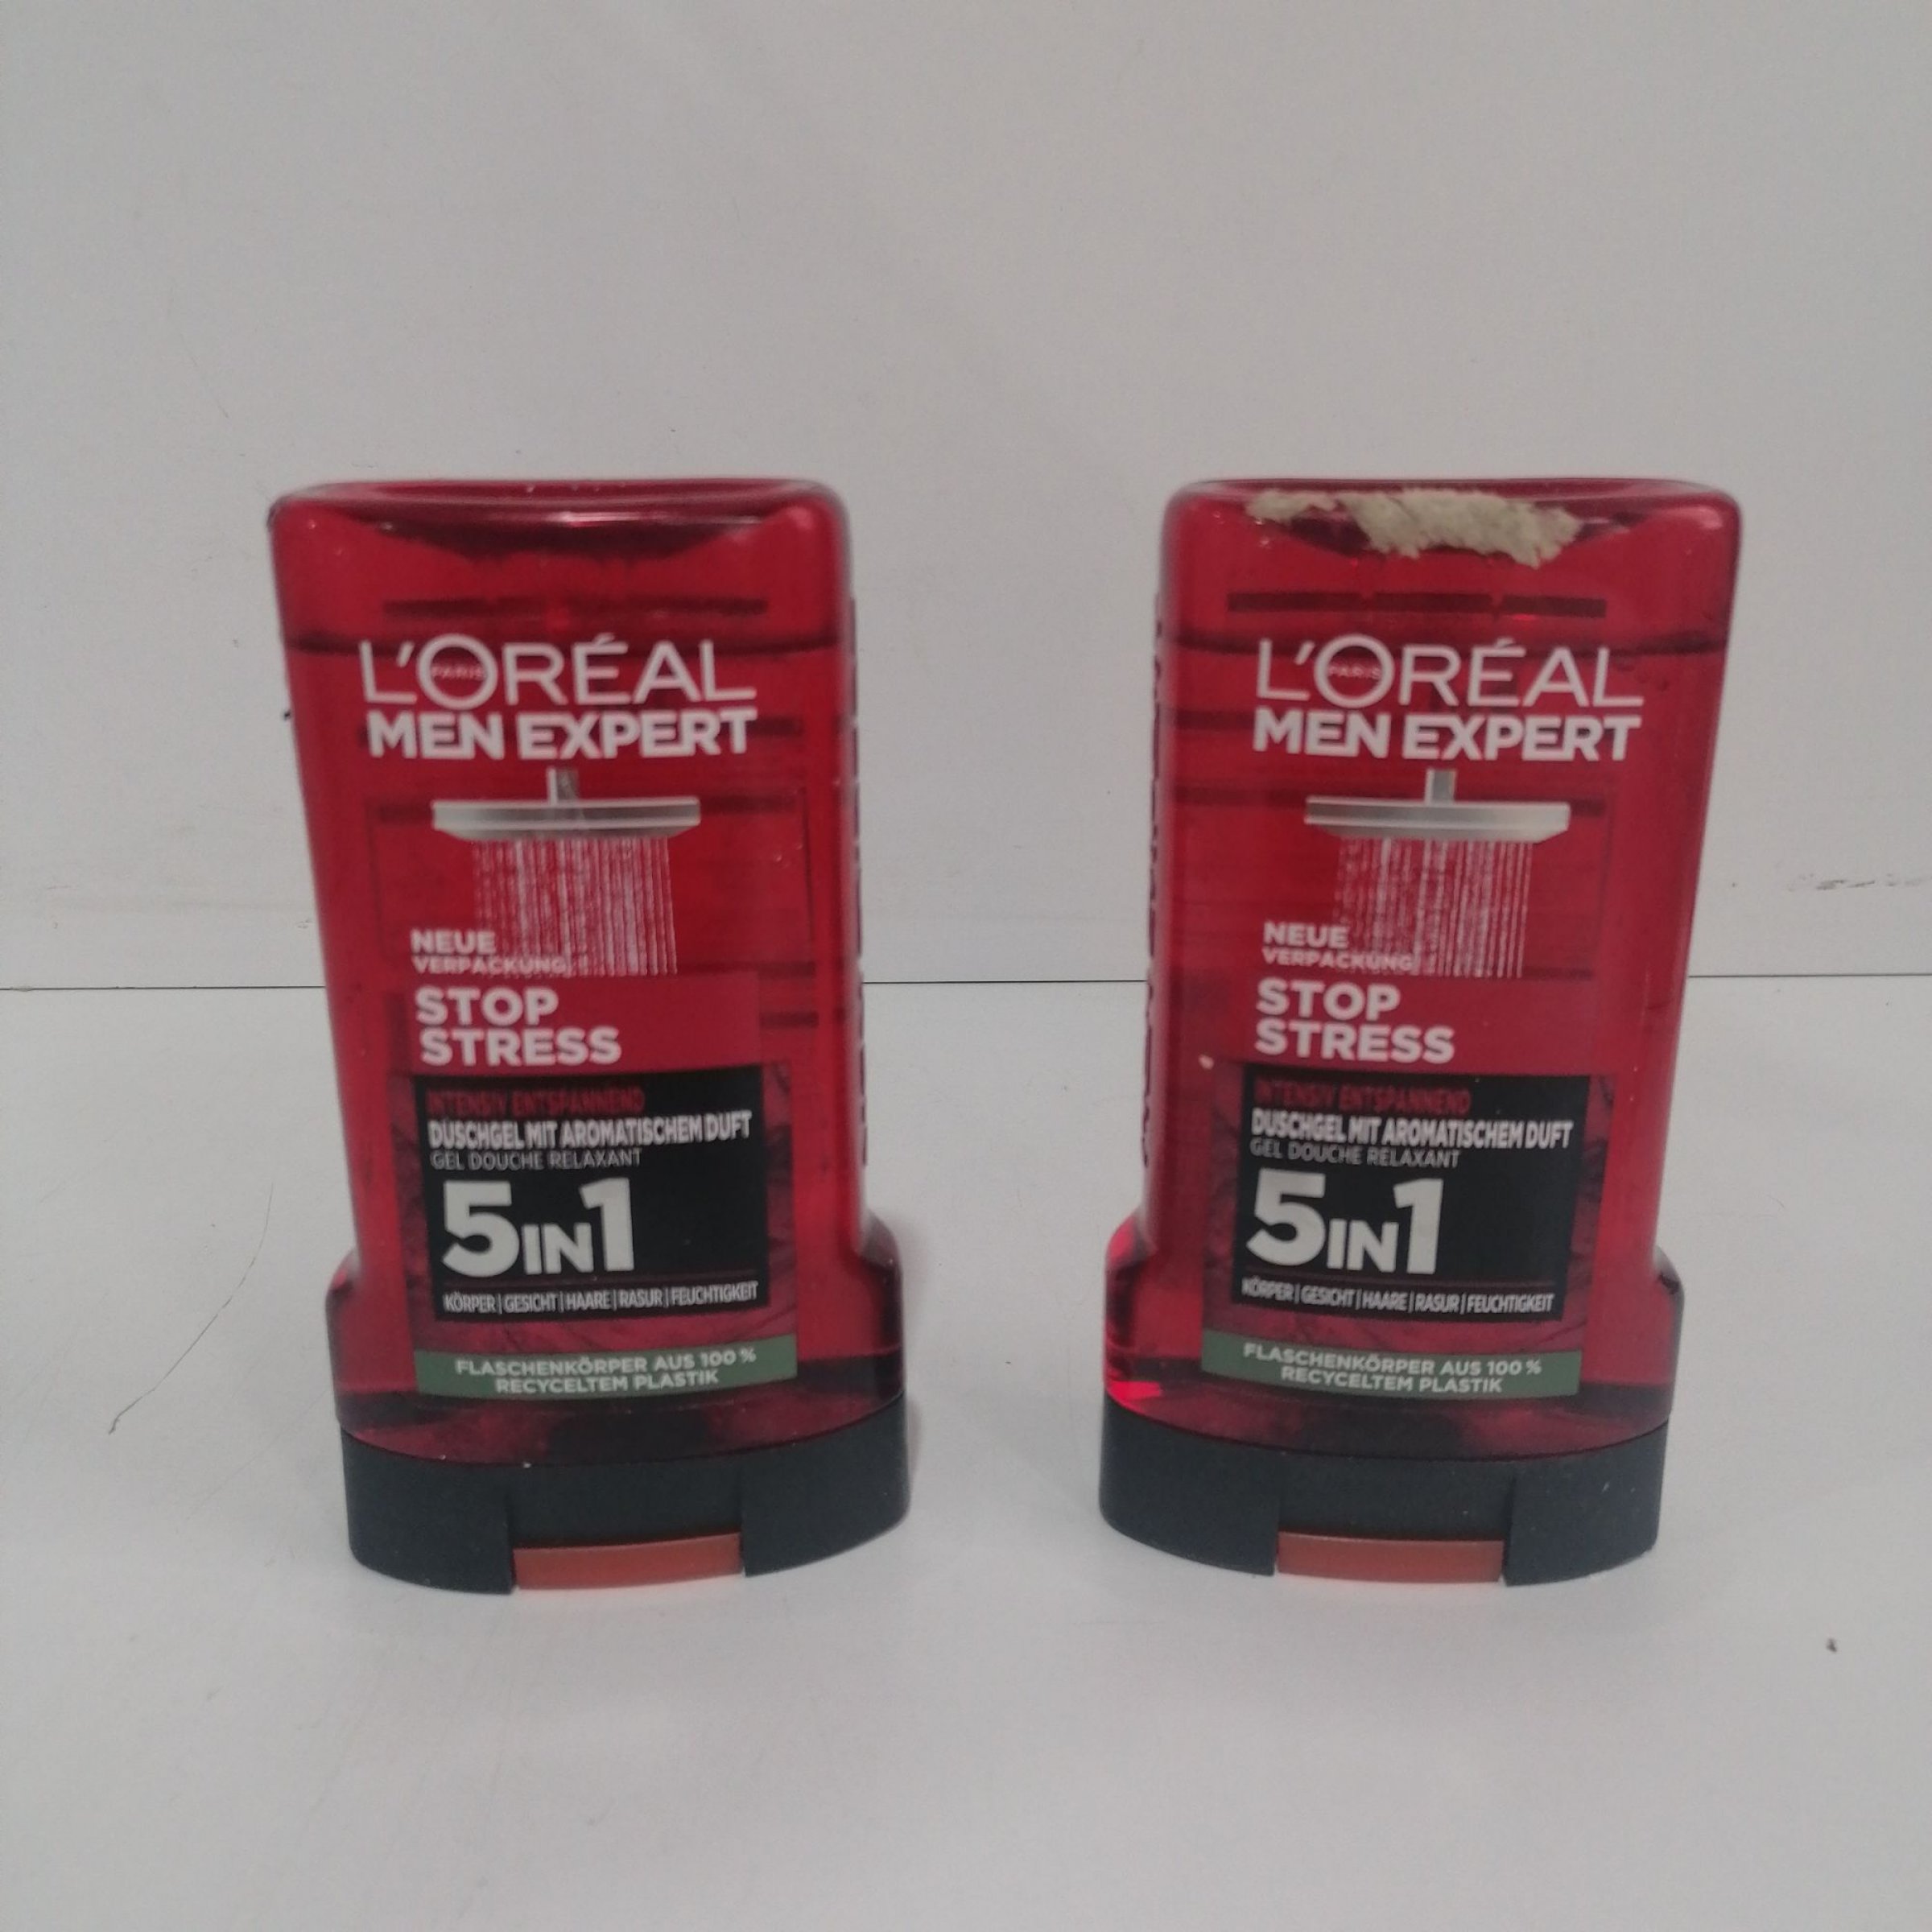 L'ORÉAL
PARIS
MEN EXPERT
NEUE
VERPACKUNG
STOP
STRESS
INTENSIV ENTSPANNEND
DUSCHGEL MIT AROMATISCHEM DUFT
GEL DOUCHE RELAXANT
5IN1
KÖRPER | GESICHT | HAARE | RASUR | FEUCHTIGKEIT
FLASCHENKÖRPER AUS 100 %
RECYCELTEM PLASTIK
L'ORÉAL
PARIS
MEN EXPERT
NEUE
VERPACKUNG
STOP
STRESS
INTENSIV ENTSPANNEND
DUSCHGEL MIT AROMATISCHEM DUFT
GEL DOUCHE RELAXANT
5IN1
KÖRPER | GESICHT | HAARE | RASUR | FEUCHTIGKEIT
FLASCHENKÖRPER AUS 100 %
RECYCELTEM PLASTIK